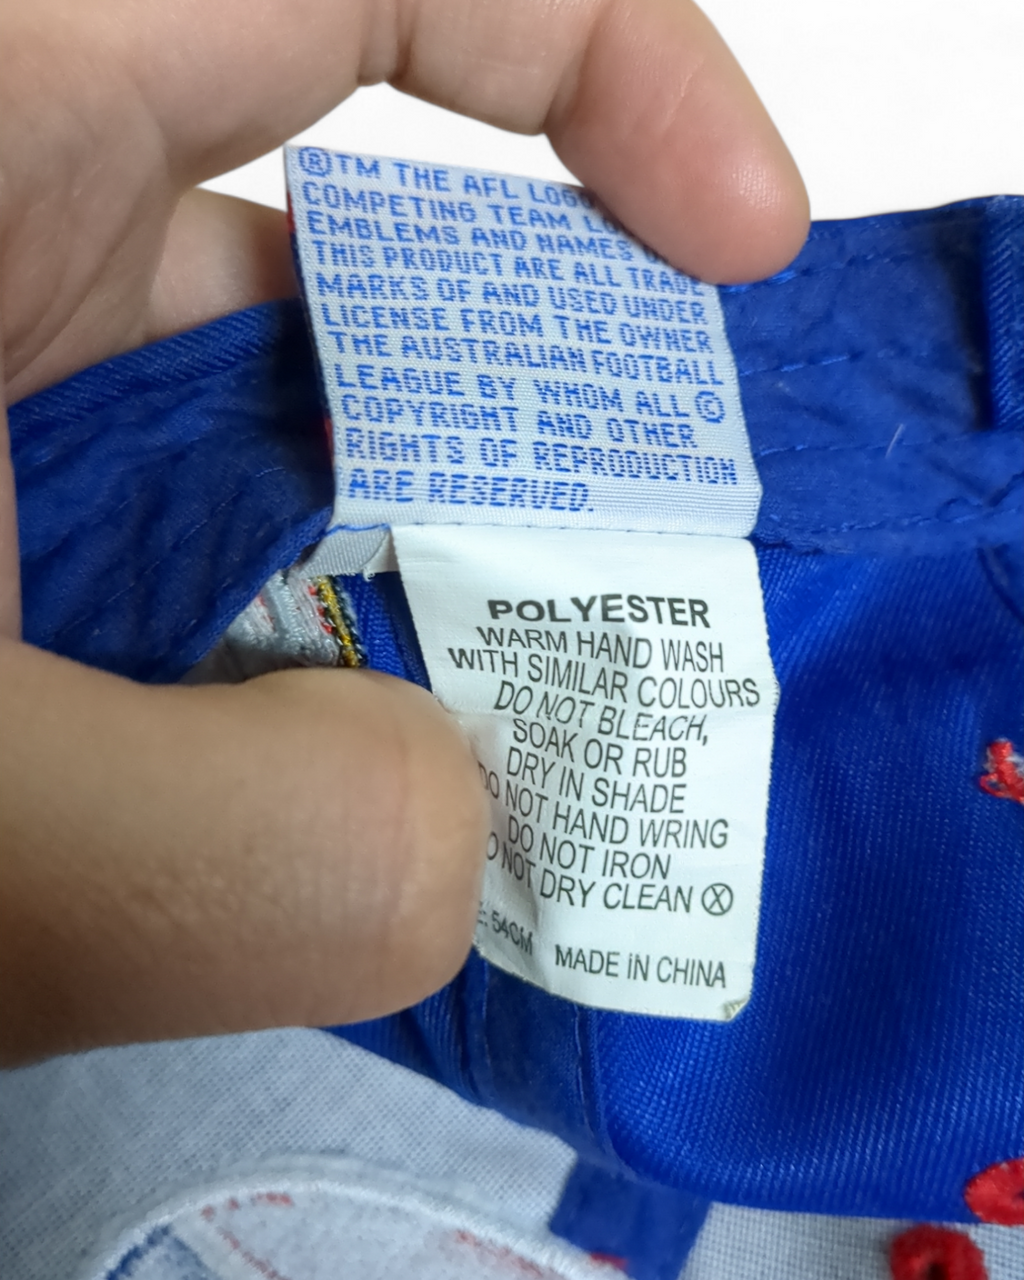 ®TM THE AFL LOGO
COMPETING TEAM
EMBLEMS AND NAMES
THIS PRODUCT ARE ALL TRADE
MARKS OF AND USED UNDER
LICENSE FROM THE OWNER
THE AUSTRALIAN FOOTBALL
LEAGUE BY WHOM ALL ©
COPYRIGHT AND OTHER
RIGHTS OF REPRODUCTION
ARE RESERVED.
POLYESTER
WARM HAND WASH
WITH SIMILAR COLOURS
DO NOT BLEACH,
SOAK OR RUB
DRY IN SHADE
DO NOT HAND WRING
DO NOT IRON
NOT DRY CLEAN Ⓧ
54CM MADE IN CHINA